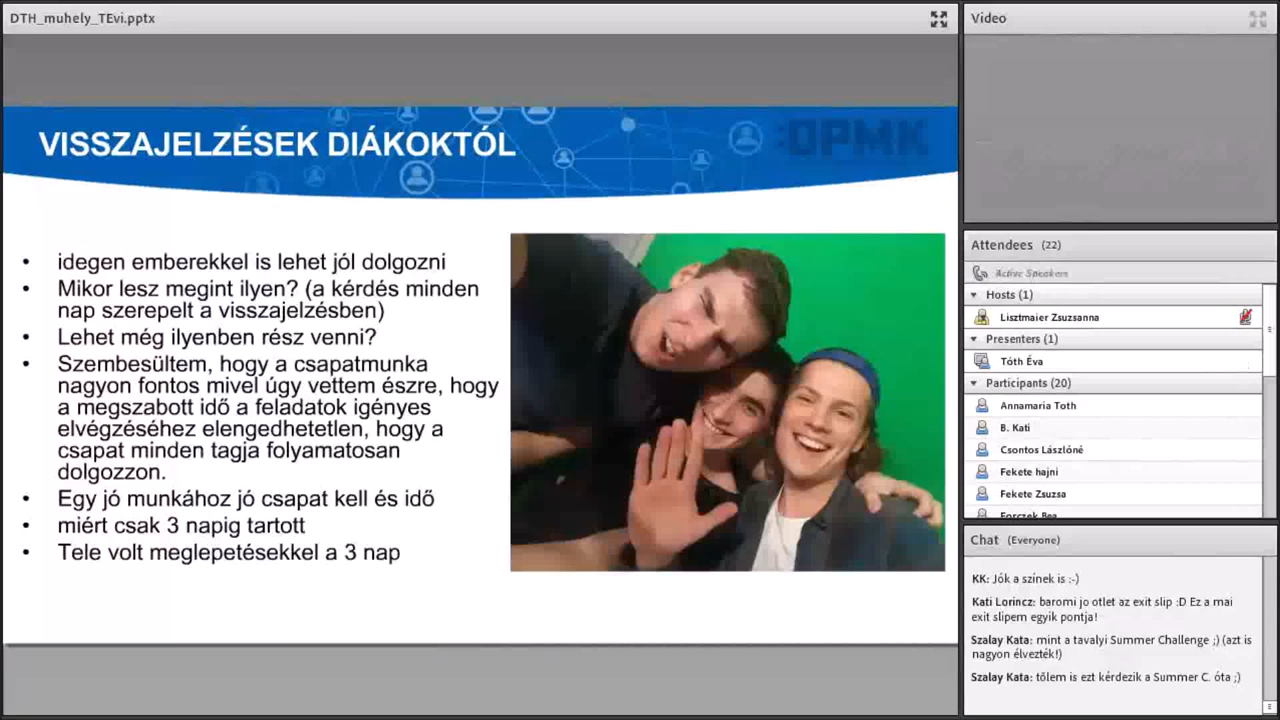 DTH_muhely_TEvi.pptx
VISSZAJELZÉSEK DIÁKOKTÓL
:OPMK
• idegen emberekkel is lehet jól dolgozni
• Mikor lesz megint ilyen? (a kérdés minden
nap szerepelt a visszajelzésben)
• Lehet még ilyenben rész venni?
• Szembesültem, hogy a csapatmunka
nagyon fontos mivel úgy vettem észre, hogy
a megszabott idő a feladatok igényes
elvégzéséhez elengedhetetlen, hogy a
csapat minden tagja folyamatosan
dolgozzon.
• Egy jó munkához jó csapat kell és idő
• miért csak 3 napig tartott
• Tele volt meglepetésekkel a 3 nap
Video
Attendees (22)
Active Speakers
Hosts (1)
Lisztmaier Zsuzsanna
Presenters (1)
Tóth Éva
Participants (20)
Annamaria Toth
B. Kati
Csontos Lászlóné
Fekete hajni
Fekete Zsuzsa
Forczek Bea
Chat (Everyone)
KK: Jók a színek is :-)
Kati Lorincz: baromi jo otlet az exit slip :D Ez a mai
exit slipem egyik pontja!
Szalay Kata: mint a tavalyi Summer Challenge ;) (azt is
nagyon élvezték!)
Szalay Kata: tőlem is ezt kérdezik a Summer C. óta ;)